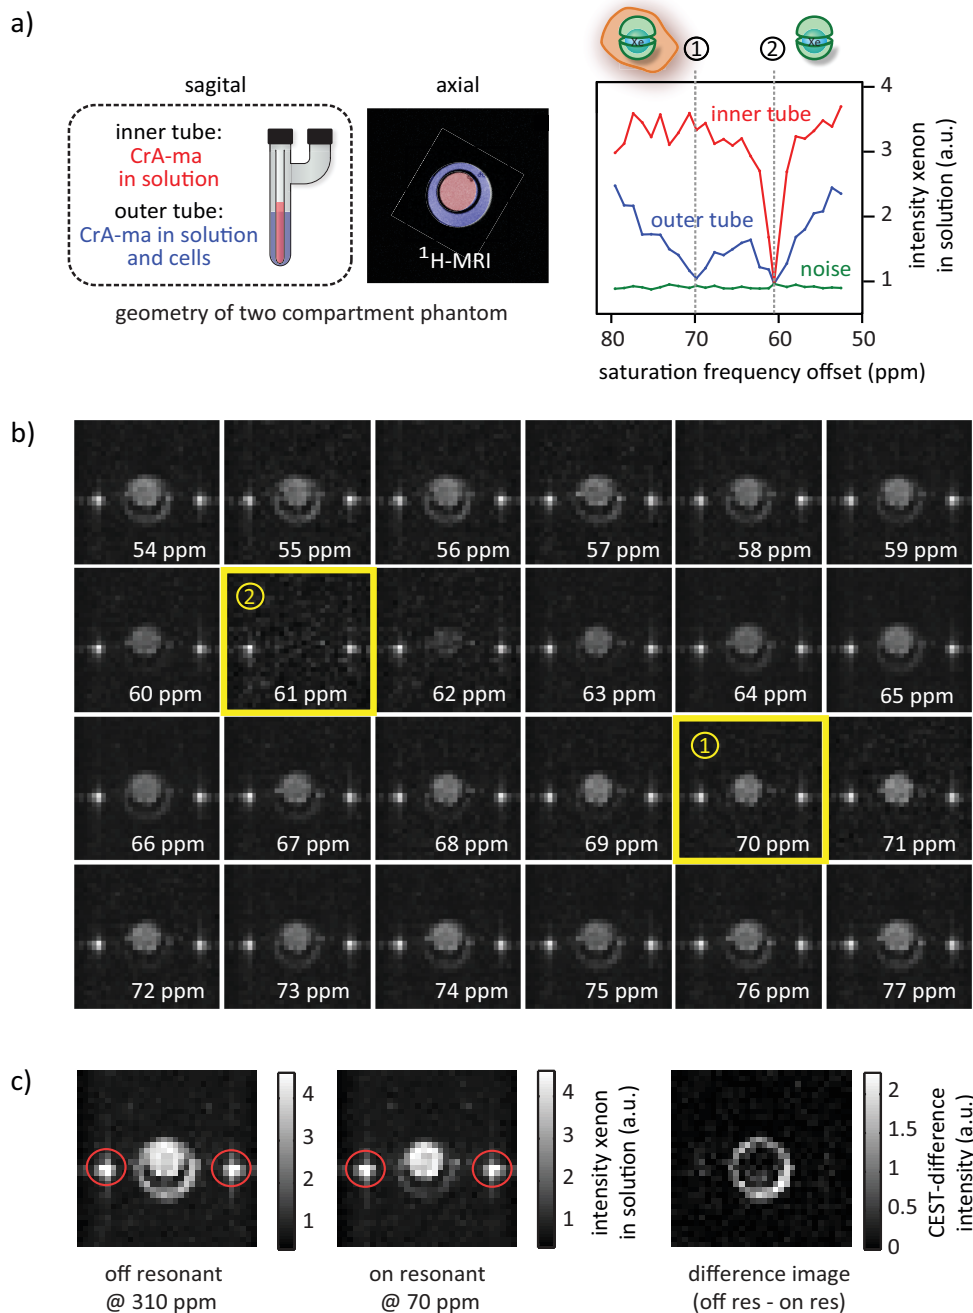 a)
sagital
axial
inner tube:
CrA-ma
in solution
outer tube:
CrA-ma in solution
and cells
¹H-MRI
geometry of two compartment phantom
Xe
1
2
Xe
inner tube
outer tube
noise
4
3
2
1
intensity xenon
in solution (a.u.)
80
70
60
50
saturation frequency offset (ppm)
b)
54 ppm
55 ppm
56 ppm
57 ppm
58 ppm
59 ppm
2
60 ppm
61 ppm
62 ppm
63 ppm
64 ppm
65 ppm
1
66 ppm
67 ppm
68 ppm
69 ppm
70 ppm
71 ppm
72 ppm
73 ppm
74 ppm
75 ppm
76 ppm
77 ppm
c)
4
3
2
1
off resonant
@ 310 ppm
4
3
2
1
intensity xenon
in solution (a.u.)
on resonant
@ 70 ppm
2
1.5
1
0.5
0
CEST-difference
intensity (a.u.)
difference image
(off res - on res)